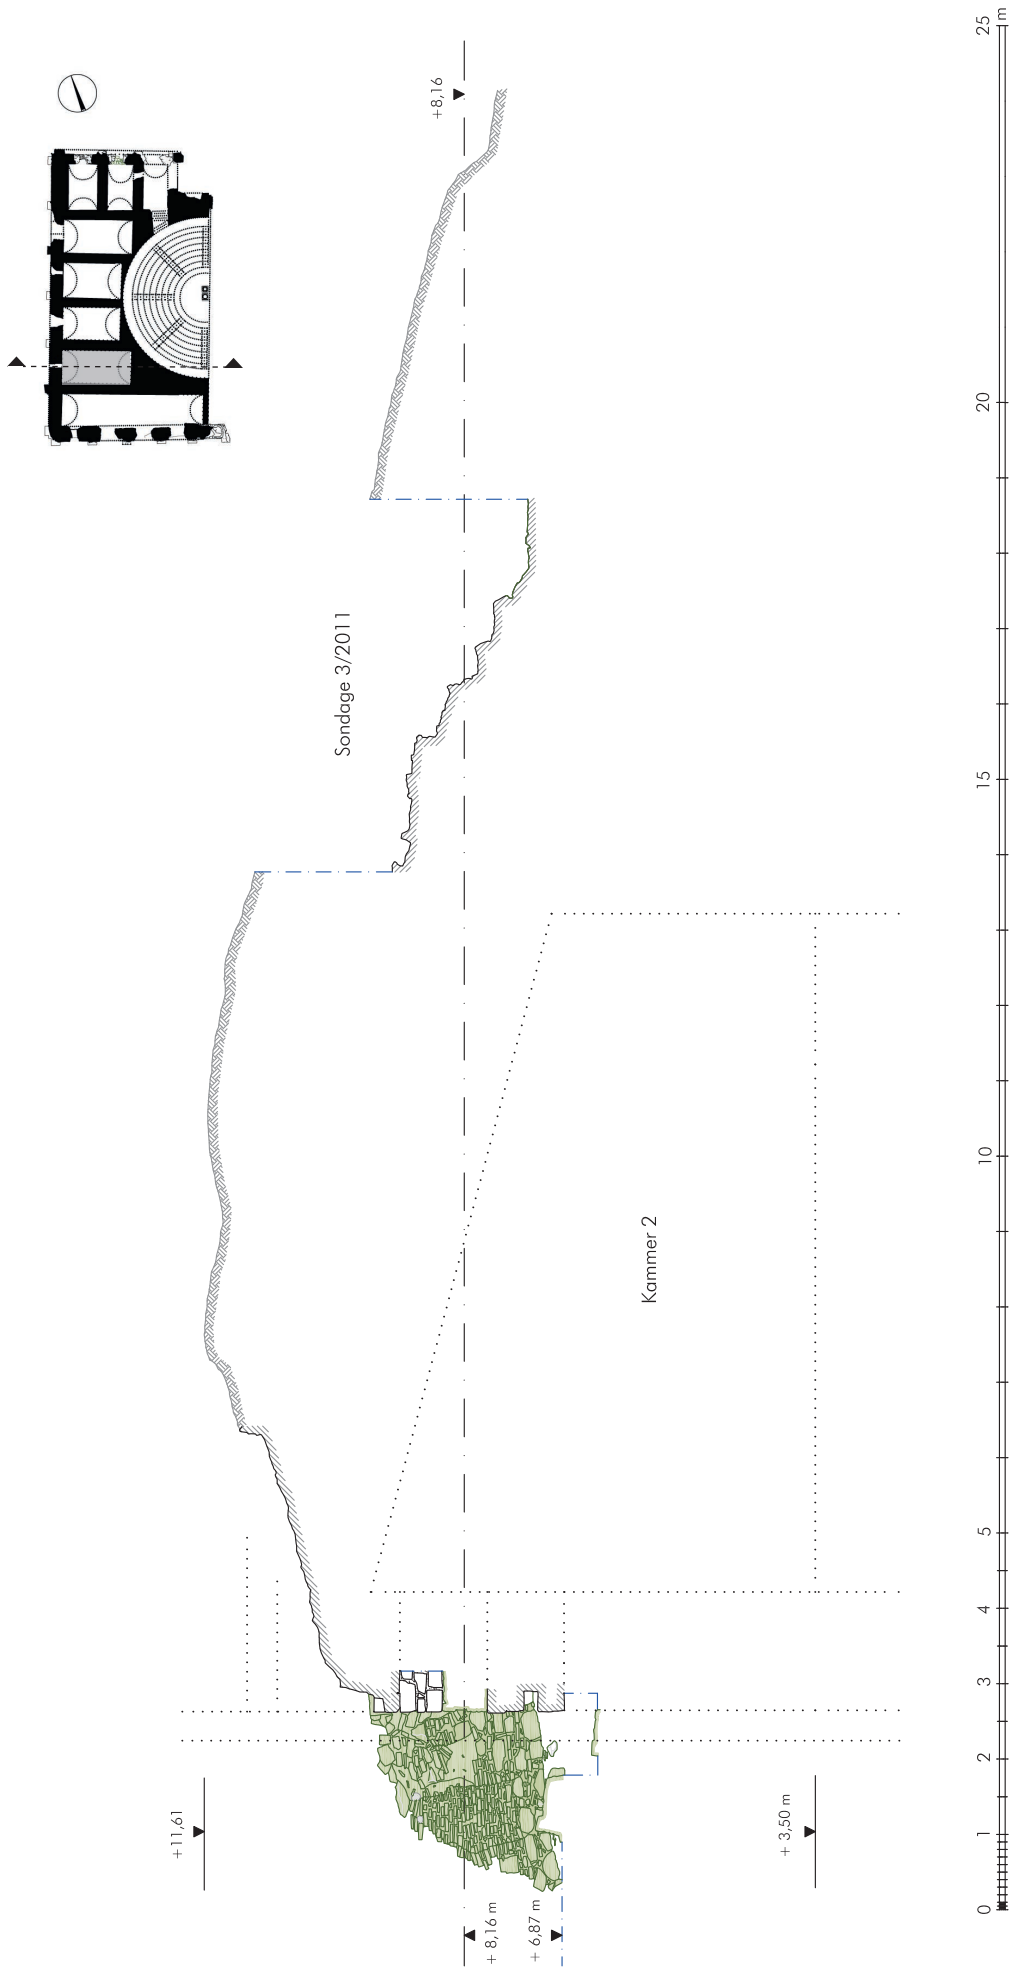 +8,16
Sondage 3/2011
Kammer 2
+11,61
+ 3,50 m
+ 8,16 m
+ 6,87 m
0 1 2 3 4 5 10 15 20 25 m